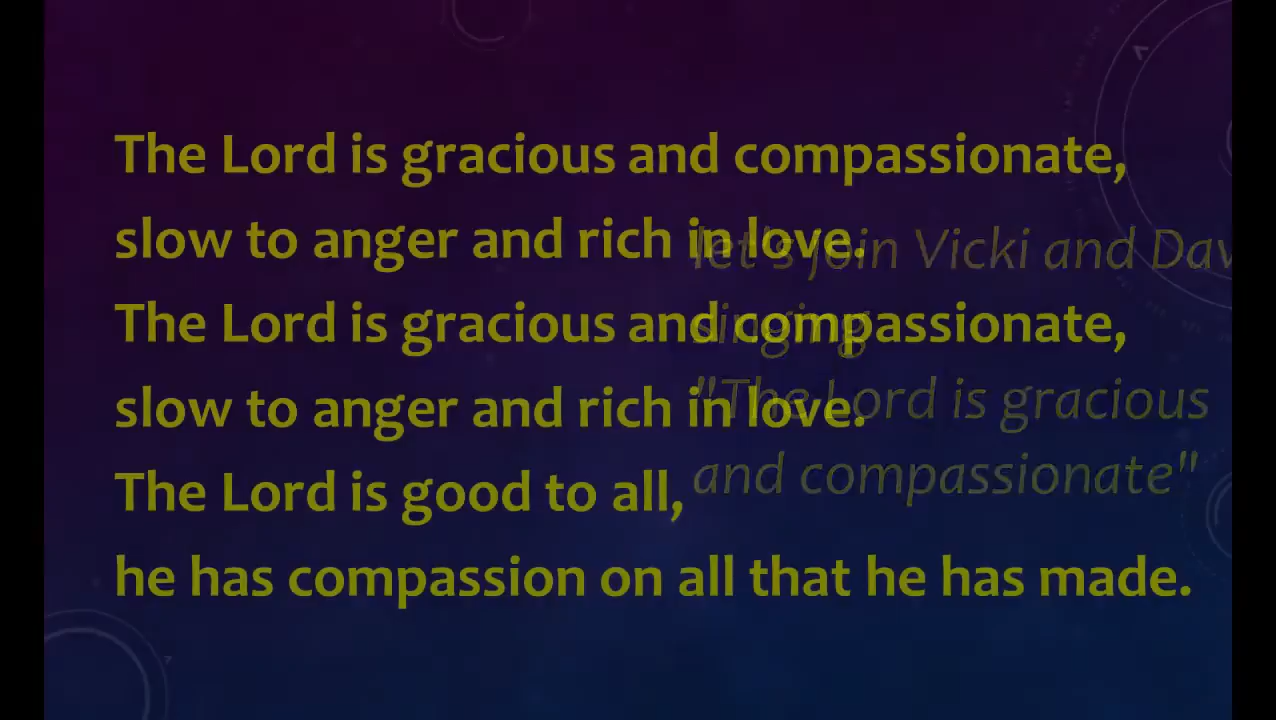 The Lord is gracious and compassionate,
slow to anger and rich in love.
The Lord is gracious and compassionate,
slow to anger and rich in love.
The Lord is good to all,
he has compassion on all that he has made.
let's join Vicki and
singing
"The Lord is gracious
and compassionate"